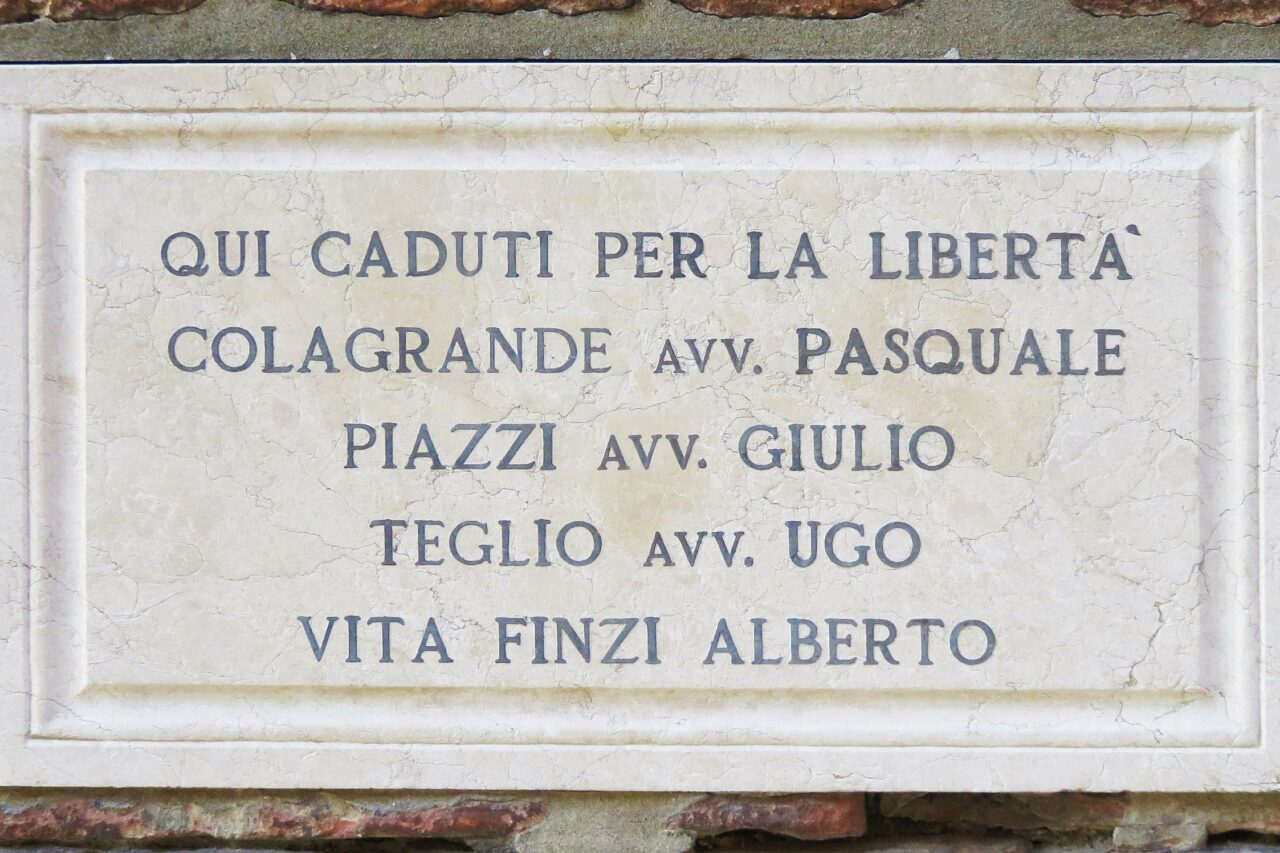 QUI CADUTI PER LA LIBERTÀ
COLAGRANDE AVV. PASQUALE
PIAZZI AVV. GIULIO
TEGLIO AVV. UGO
VITA FINZI ALBERTO